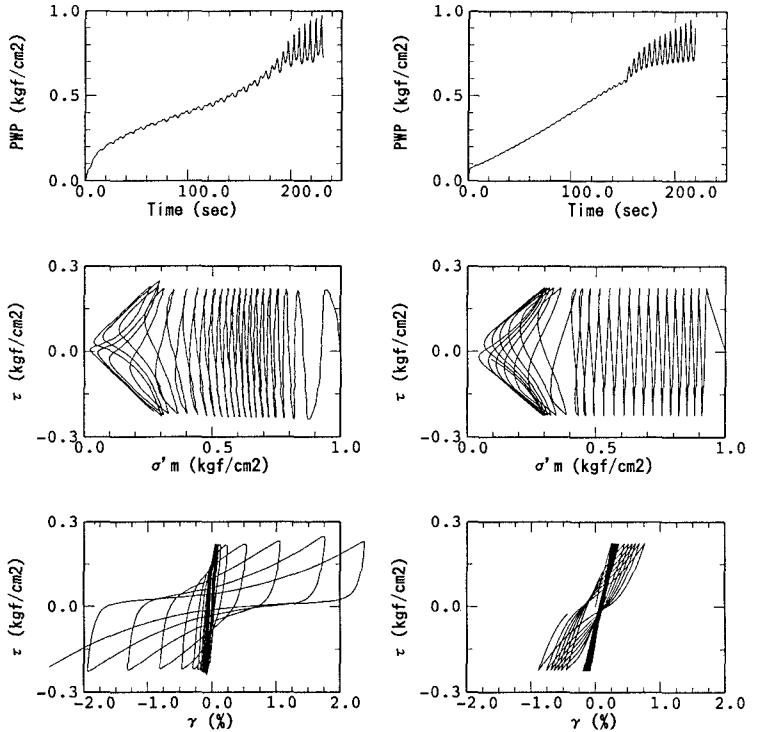 1.0
0.5
0.0
PWP (kgf/cm2)
0.0 100.0 200.0
Time (sec)
1.0
0.5
0.0
PWP (kgf/cm2)
0.0 100.0 200.0
Time (sec)
0.3
0.0
-0.3
τ (kgf/cm2)
0.0 0.5 1.0
σ'm (kgf/cm2)
0.3
0.0
-0.3
τ (kgf/cm2)
0.0 0.5 1.0
σ'm (kgf/cm2)
0.3
0.0
-0.3
τ (kgf/cm2)
-2.0 -1.0 0.0 1.0 2.0
γ (%)
0.3
0.0
-0.3
τ (kgf/cm2)
-2.0 -1.0 0.0 1.0 2.0
γ (%)